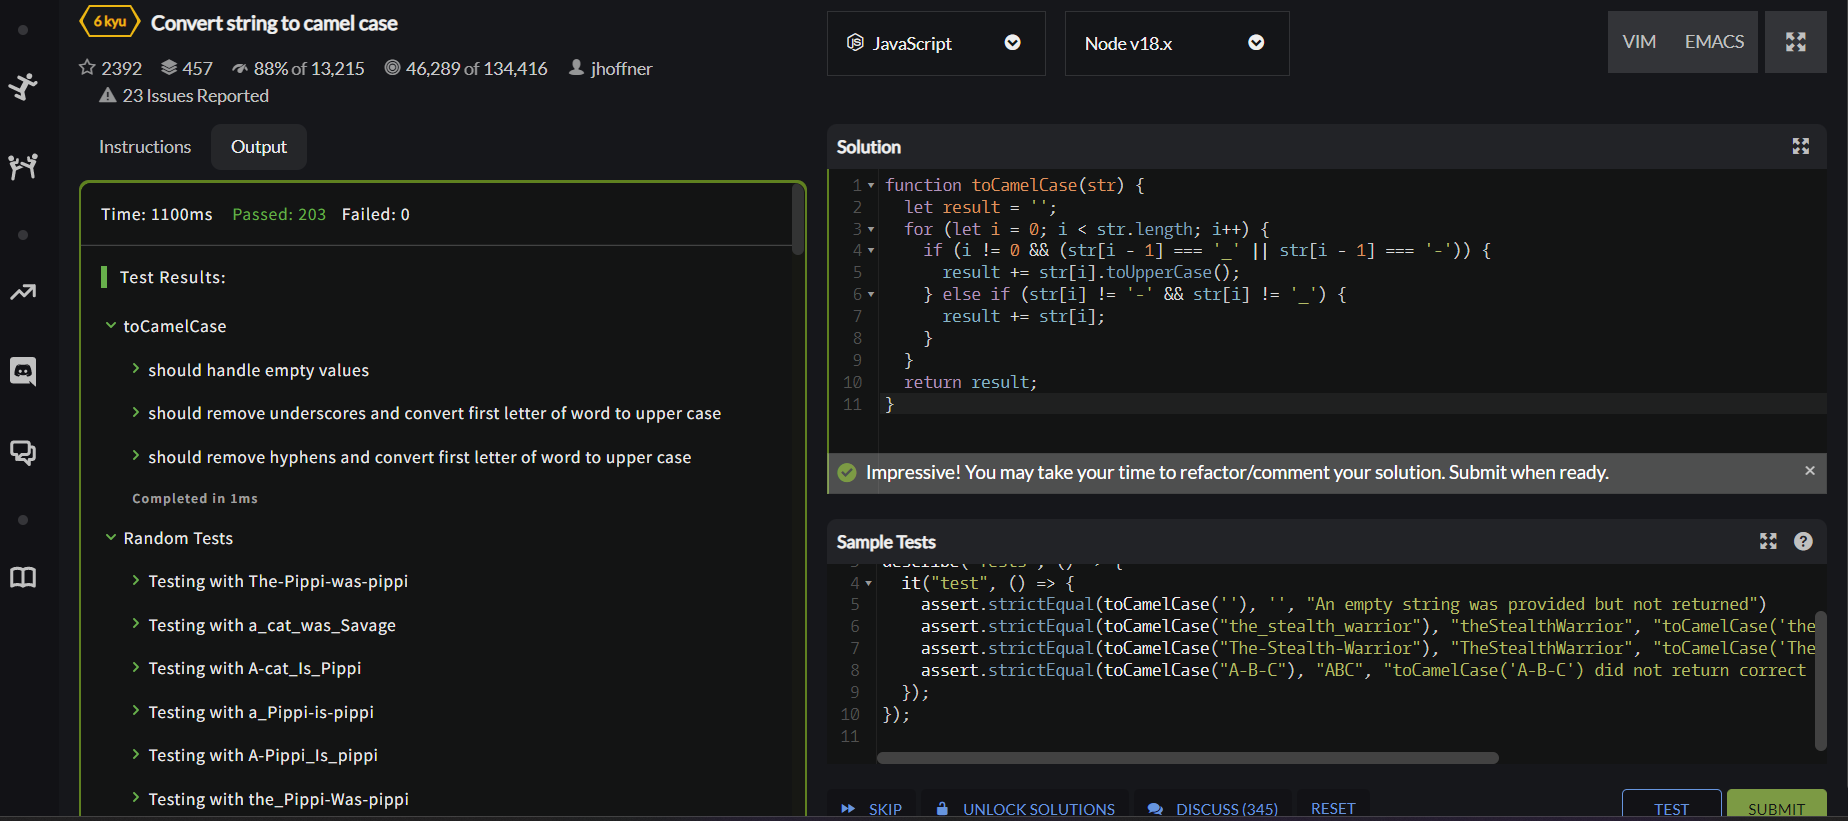 6 kyu Convert string to camel case
2392 457 88% of 13,215 46,289 of 134,416 jhoffner
23 Issues Reported
Instructions Output
Time: 1100ms Passed: 203 Failed: 0
Test Results:
toCamelCase
should handle empty values
should remove underscores and convert first letter of word to upper case
should remove hyphens and convert first letter of word to upper case
Completed in 1ms
Random Tests
Testing with The-Pippi-was-pippi
Testing with a_cat_was_Savage
Testing with A-cat_Is_Pippi
Testing with a_Pippi-is-pippi
Testing with A-Pippi_Is_pippi
Testing with the_Pippi-Was-pippi
JavaScript Node v18.x VIM EMACS
Solution
1 function toCamelCase(str) {
2 let result = '';
3 for (let i = 0; i < str.length; i++) {
4 if (i != 0 && (str[i - 1] === '_' || str[i - 1] === '-')) {
5 result += str[i].toUpperCase();
6 } else if (str[i] != '-' && str[i] != '_') {
7 result += str[i];
8 }
9 }
10 return result;
11 }
Impressive! You may take your time to refactor/comment your solution. Submit when ready.
Sample Tests
4 it("test", () => {
5 assert.strictEqual(toCamelCase(''), '', "An empty string was provided but not returned")
6 assert.strictEqual(toCamelCase("the_stealth_warrior"), "theStealthWarrior", "toCamelCase('the
7 assert.strictEqual(toCamelCase("The-Stealth-Warrior"), "TheStealthWarrior", "toCamelCase('The
8 assert.strictEqual(toCamelCase("A-B-C"), "ABC", "toCamelCase('A-B-C') did not return correct
9 });
10 });
11
SKIP UNLOCK SOLUTIONS DISCUSS (345) RESET TEST SUBMIT